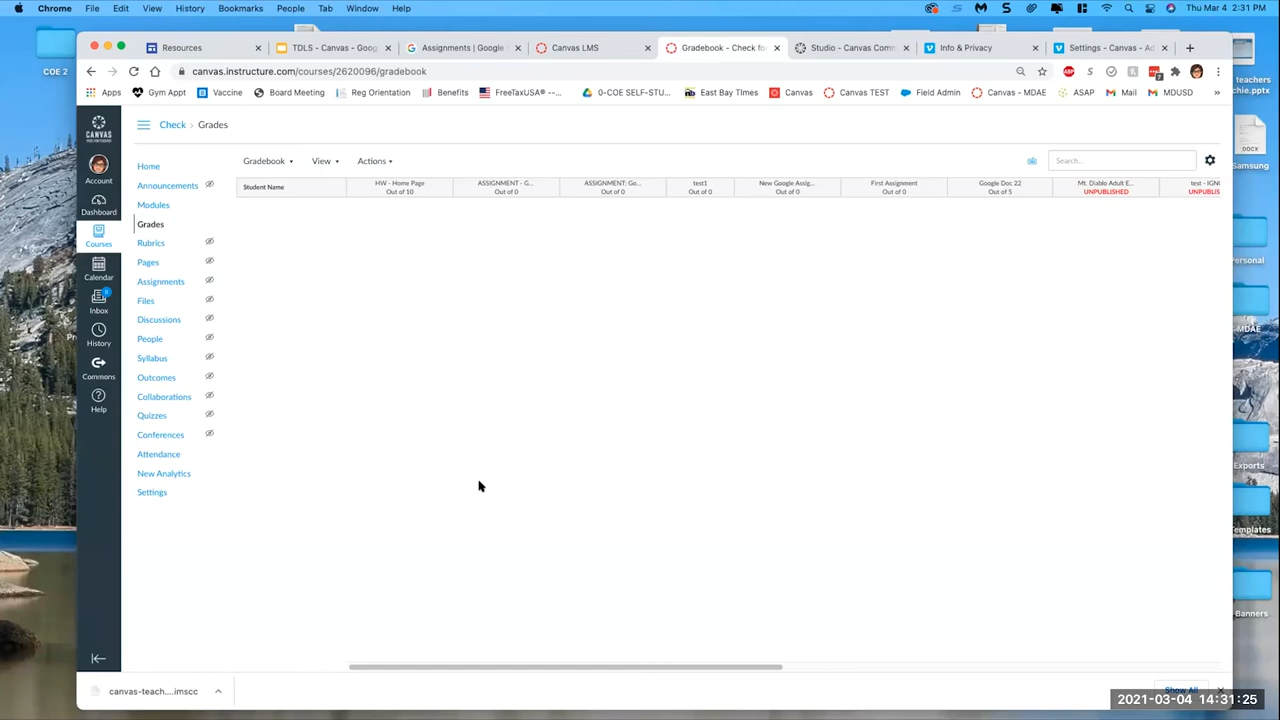 Chrome File Edit View History Bookmarks People Tab Window Help
Thu Mar 4 2:31 PM
COE 2
Resources
TDLS - Canvas - Goog
Assignments | Google
Canvas LMS
Gradebook - Check fo
Studio - Canvas Comm
Info & Privacy
Settings - Canvas - Ad
canvas.instructure.com/courses/2620096/gradebook
Apps
Gym Appt
Vaccine
Board Meeting
Reg Orientation
Benefits
FreeTaxUSA® --...
0-COE SELF-STU...
East Bay TImes
Canvas
Canvas TEST
Field Admin
Canvas - MDAE
ASAP
Mail
MDUSD
CANVAS
Account
Dashboard
Courses
Calendar
Inbox
8
History
Commons
Help
Check › Grades
Home
Announcements
Modules
Grades
Rubrics
Pages
Assignments
Files
Discussions
People
Syllabus
Outcomes
Collaborations
Quizzes
Conferences
Attendance
New Analytics
Settings
Gradebook
View
Actions
Search...
Student Name
HW - Home Page
Out of 10
ASSIGNMENT - G...
Out of 0
ASSIGNMENT: Go...
Out of 0
test1
Out of 0
New Google Assig...
Out of 0
First Assignment
Out of 0
Google Doc 22
Out of 5
Mt. Diablo Adult E...
UNPUBLISHED
test - IGNO
UNPUBLIS
teachers
chie.pptx
DOCX
Samsung
Personal
MDAE
Exports
Templates
Banners
canvas-teach....imscc
Show All
2021-03-04 14:31:25